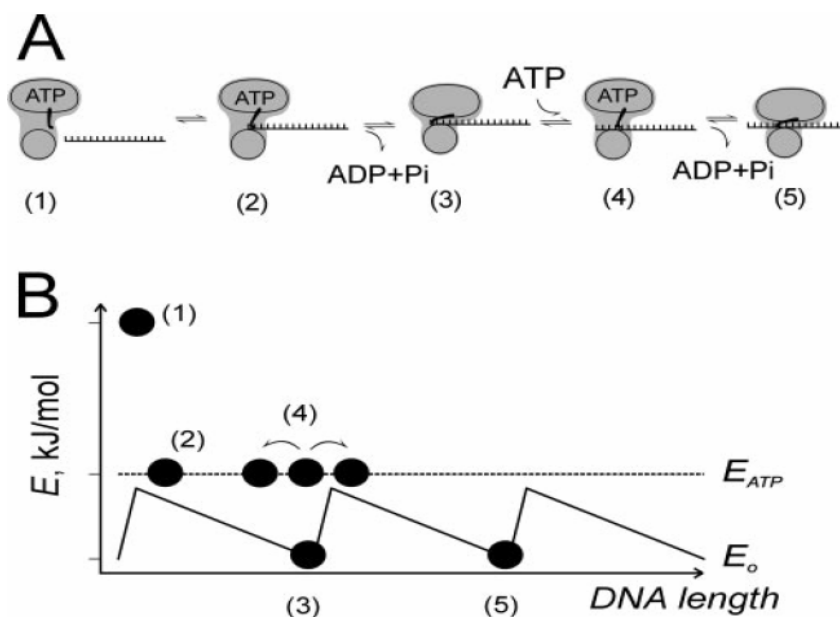 A
ATP
ATP
ATP
ATP
ADP+Pi
ADP+Pi
(1)
(2)
(3)
(4)
(5)
B
(1)
(2)
(4)
E, kJ/mol
E_ATP
E_o
(3)
(5)
DNA length